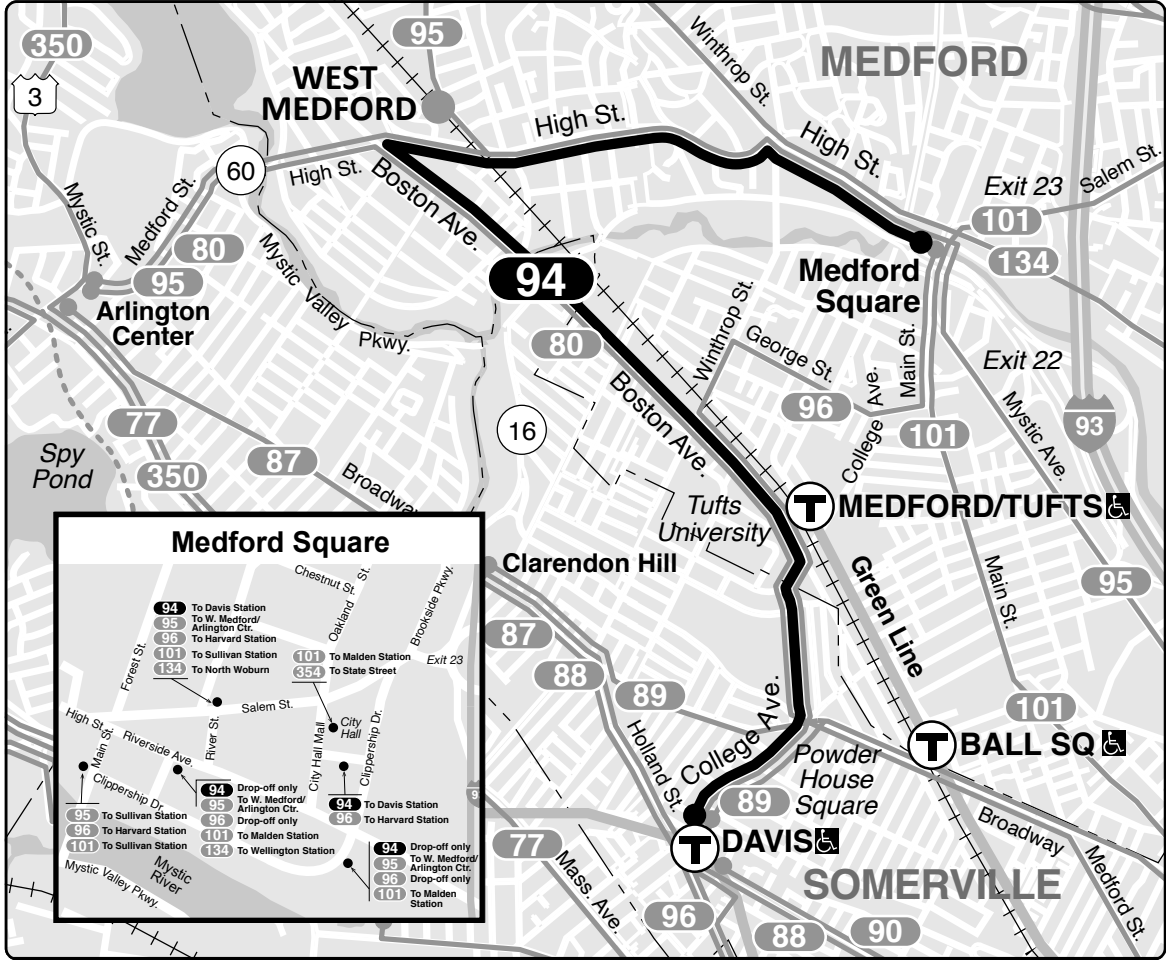 350
95
3
WEST
MEDFORD
Winthrop St.
MEDFORD
High St.
High St.
60
High St.
Boston Ave.
Exit 23
Salem St.
101
134
Mystic St.
Medford St.
80
95
Arlington
Center
Mystic Valley Pkwy.
94
80
Medford
Square
Winthrop St.
George St.
96
College Ave.
Main St.
101
Exit 22
Mystic Ave.
93
77
350
87
Broadway
Spy
Pond
16
Boston Ave.
Tufts
University
T MEDFORD/TUFTS
Green Line
Main St.
95
Clarendon Hill
87
88
89
Holland St.
College Ave.
Powder
House
Square
89
101
T BALL SQ
Broadway
Medford St.
T DAVIS
SOMERVILLE
77
Mass. Ave.
96
88
90
Medford Square
Chestnut St.
Oakland St.
Brookside Pkwy.
Exit 23
Forest St.
94 To Davis Station
95 To W. Medford/
Arlington Ctr.
96 To Harvard Station
101 To Sullivan Station
134 To North Woburn
101 To Malden Station
354 To State Street
Salem St.
High St.
Main St.
Riverside Ave.
River St.
City Hall Mall
City
Hall
Clippership Dr.
Clippership Dr.
95 To Sullivan Station
96 To Harvard Station
101 To Sullivan Station
94 Drop-off only
95 To W. Medford/
Arlington Ctr.
96 Drop-off only
101 To Malden Station
134 To Wellington Station
94 To Davis Station
96 To Harvard Station
94 Drop-off only
95 To W. Medford/
Arlington Ctr.
96 Drop-off only
101 To Malden
Station
Mystic
River
Mystic Valley Pkwy.